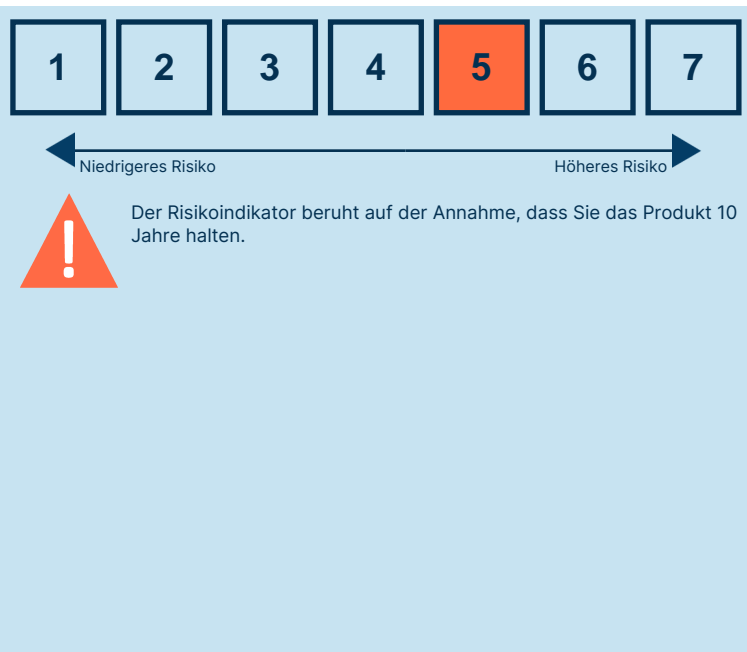 1 2 3 4 5 6 7
Niedrigeres Risiko Höheres Risiko
Der Risikoindikator beruht auf der Annahme, dass Sie das Produkt 10
Jahre halten.
!